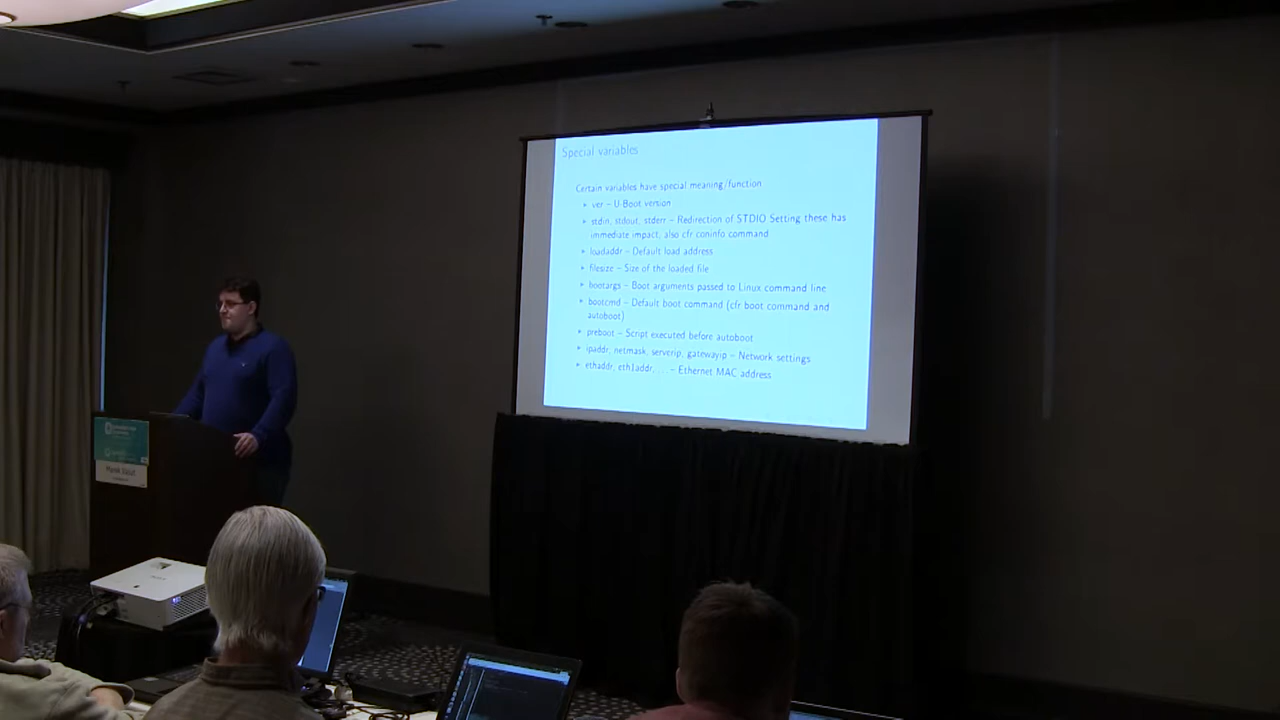 Special variables
Certain variables have special meaning/function
▸ ver – U-Boot version
▸ stdin, stdout, stderr – Redirection of STDIO Setting these has
immediate impact, also cfr coninfo command
▸ loadaddr – Default load address
▸ filesize – Size of the loaded file
▸ bootargs – Boot arguments passed to Linux command line
▸ bootcmd – Default boot command (cfr boot command and
autoboot)
▸ preboot – Script executed before autoboot
▸ ipaddr, netmask, serverip, gatewayip – Network settings
▸ ethaddr, eth1addr, ... – Ethernet MAC address